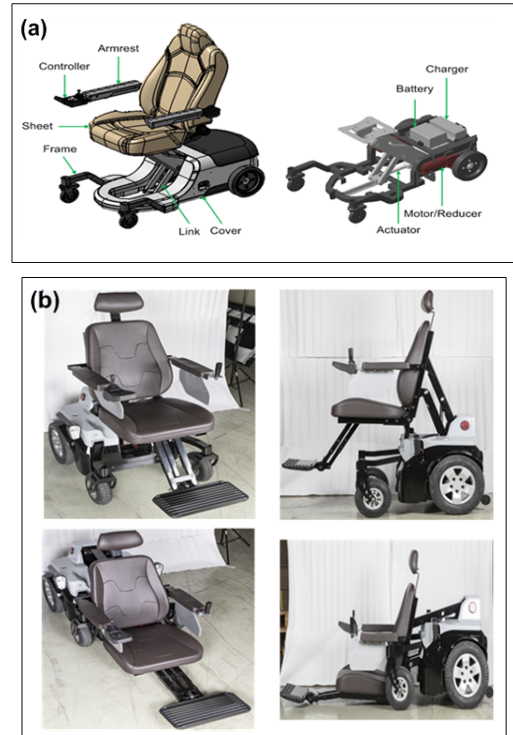 (a)
Armrest
Controller
Charger
Battery
Sheet
Frame
Motor/Reducer
Link
Cover
Actuator
(b)